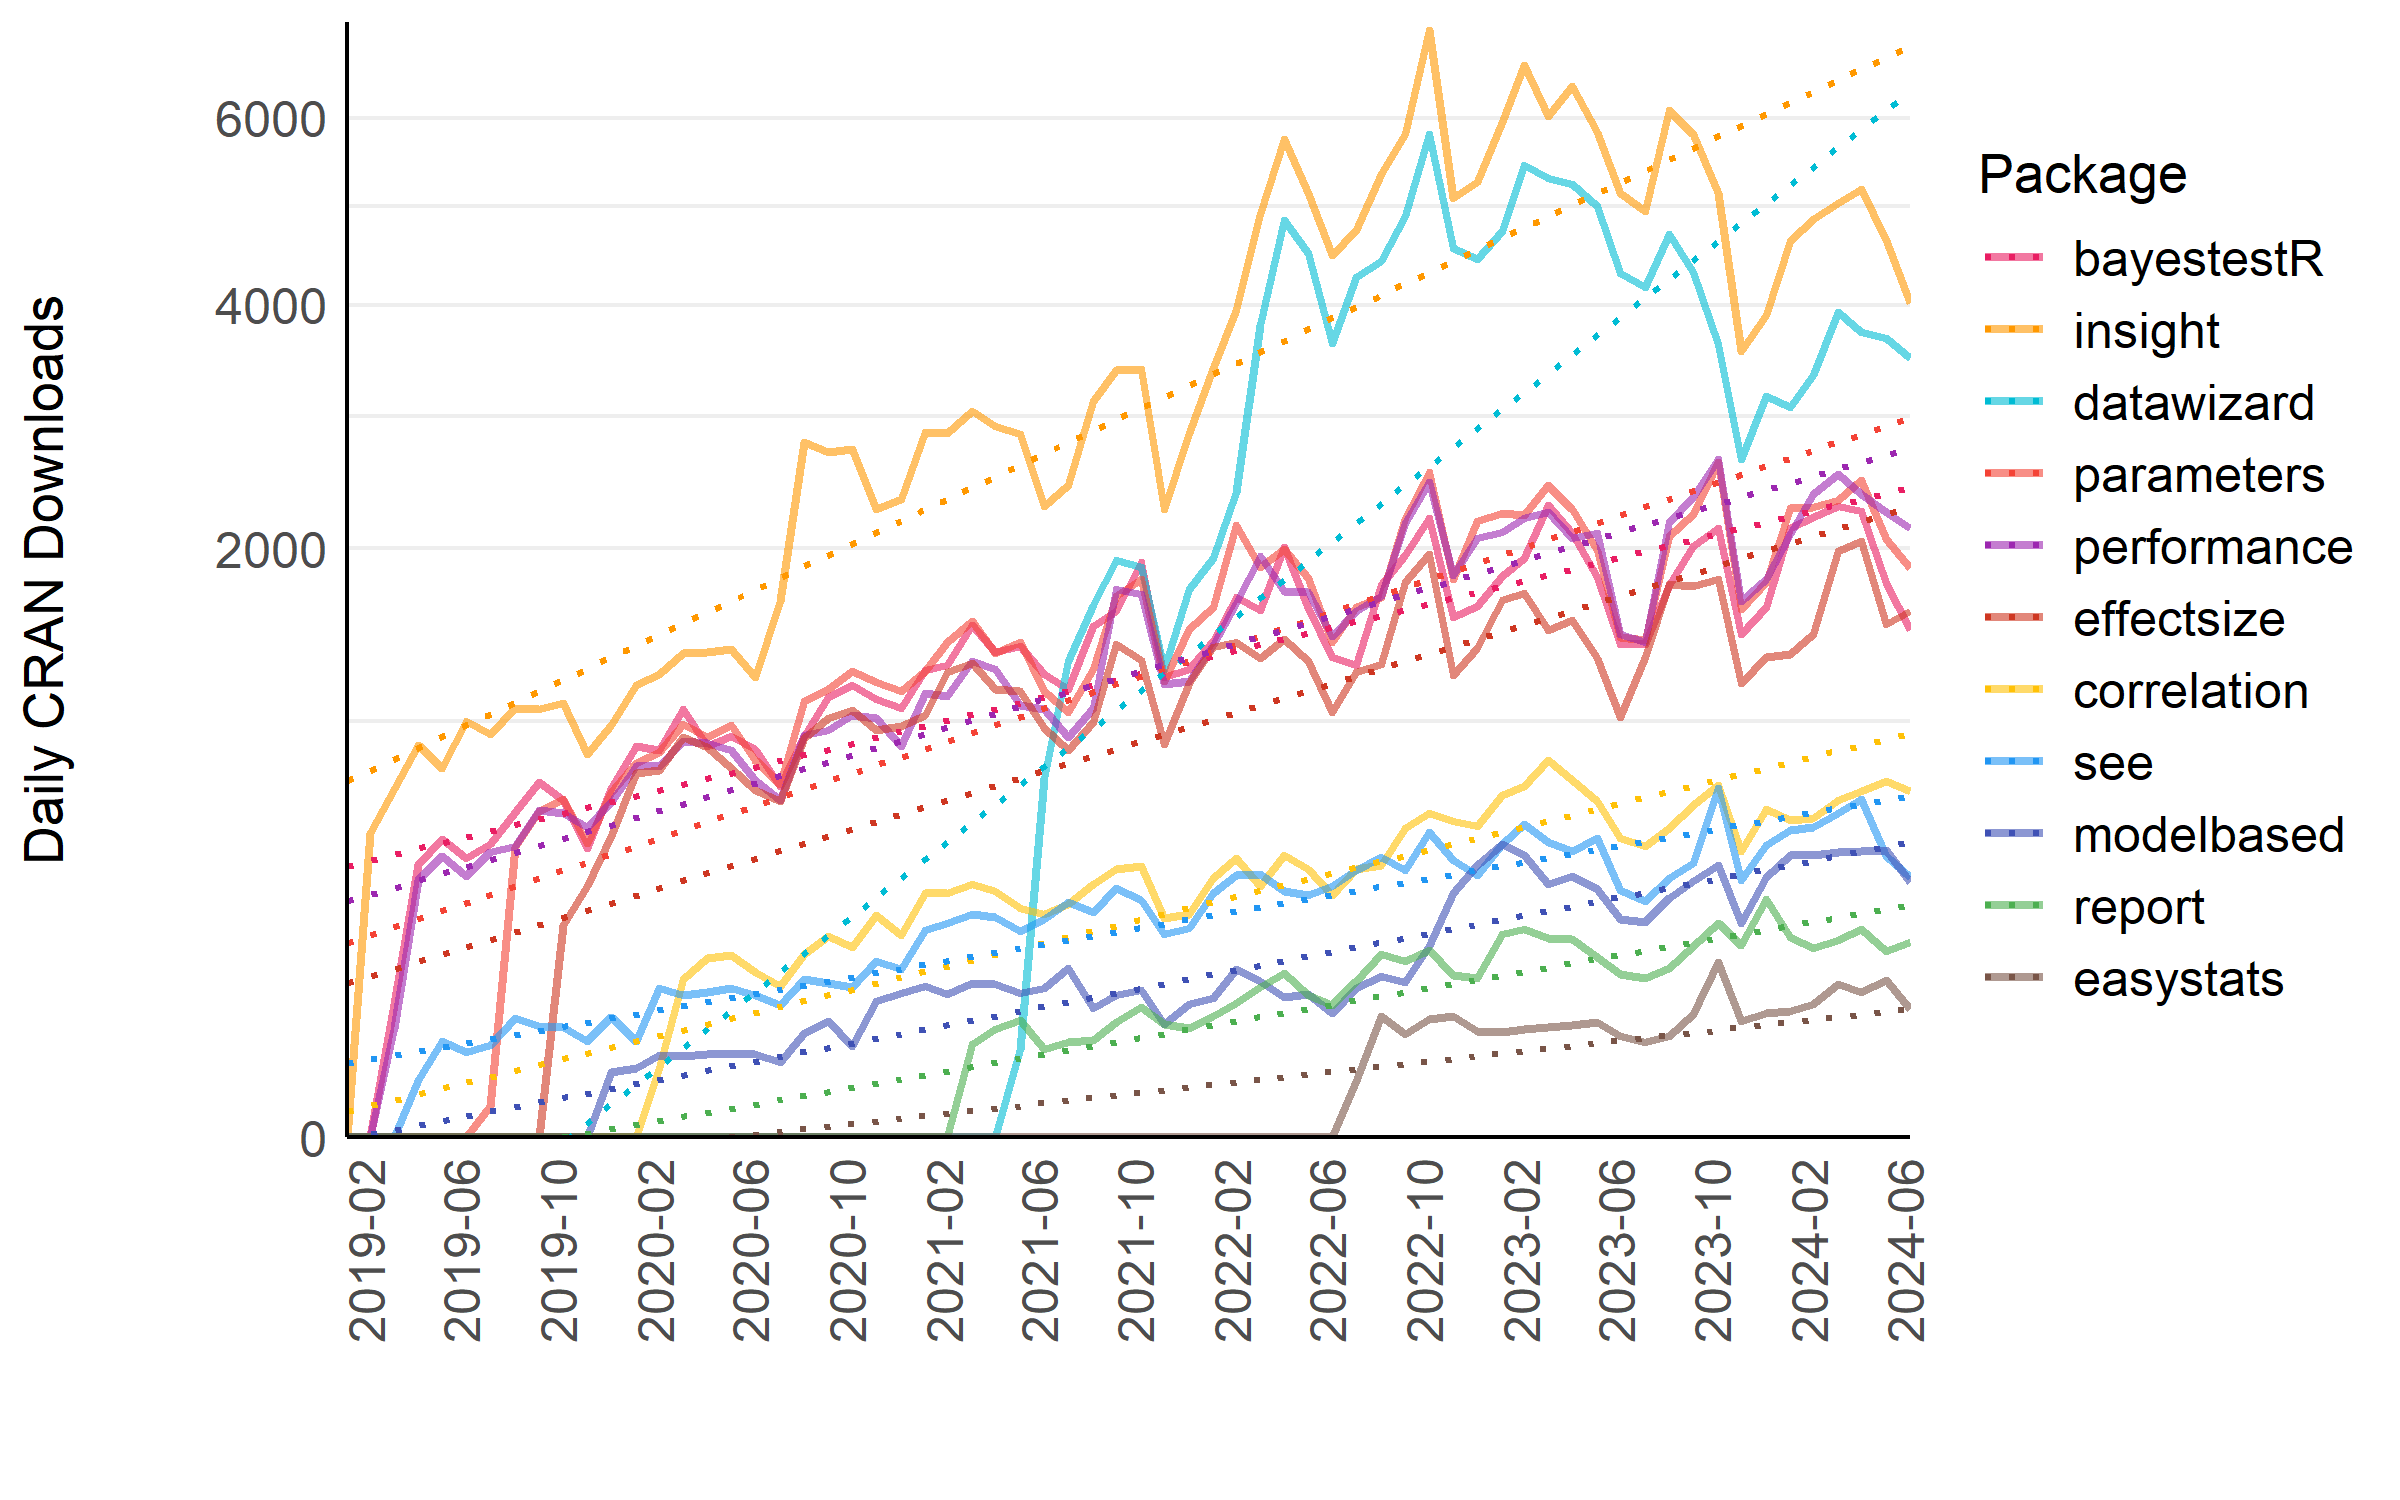 Daily CRAN Downloads
6000
4000
2000
0
2019-02
2019-06
2019-10
2020-02
2020-06
2020-10
2021-02
2021-06
2021-10
2022-02
2022-06
2022-10
2023-02
2023-06
2023-10
2024-02
2024-06
Package
bayestestR
insight
datawizard
parameters
performance
effectsize
correlation
see
modelbased
report
easystats